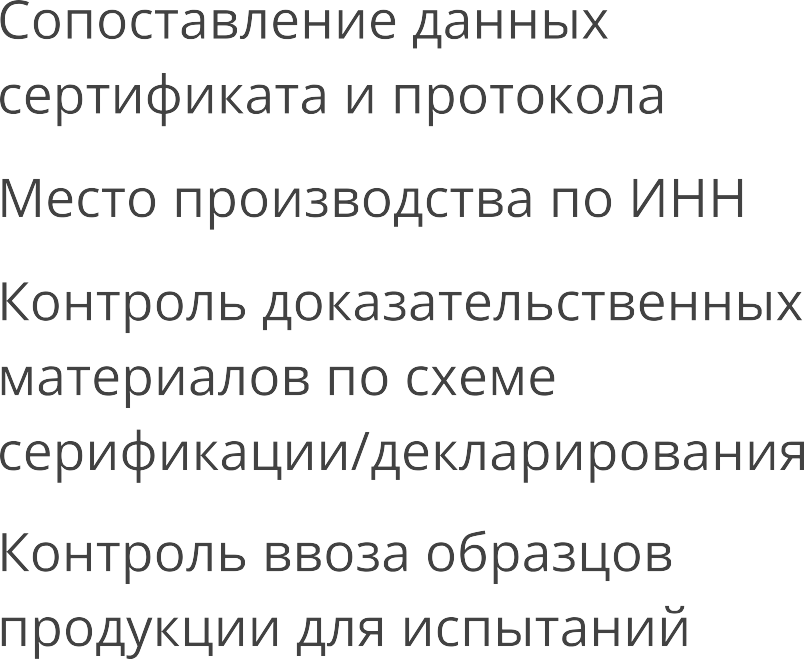 Сопоставление данных
сертификата и протокола
Место производства по ИНН
Контроль доказательственных
материалов по схеме
серификации/декларирования
Контроль ввоза образцов
продукции для испытаний